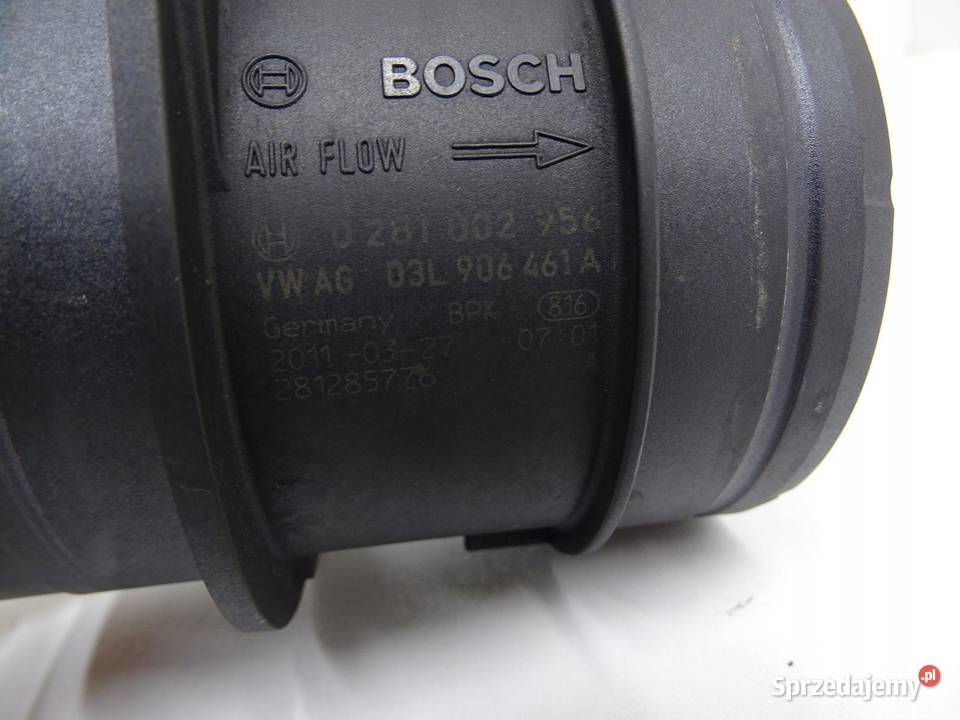 BOSCH
AIR FLOW
0 281 002 956
VW AG 03L 906 461 A
Germany BPK 816
2011-03-27 07 01
281285776 A
Sprzedajemy.pl